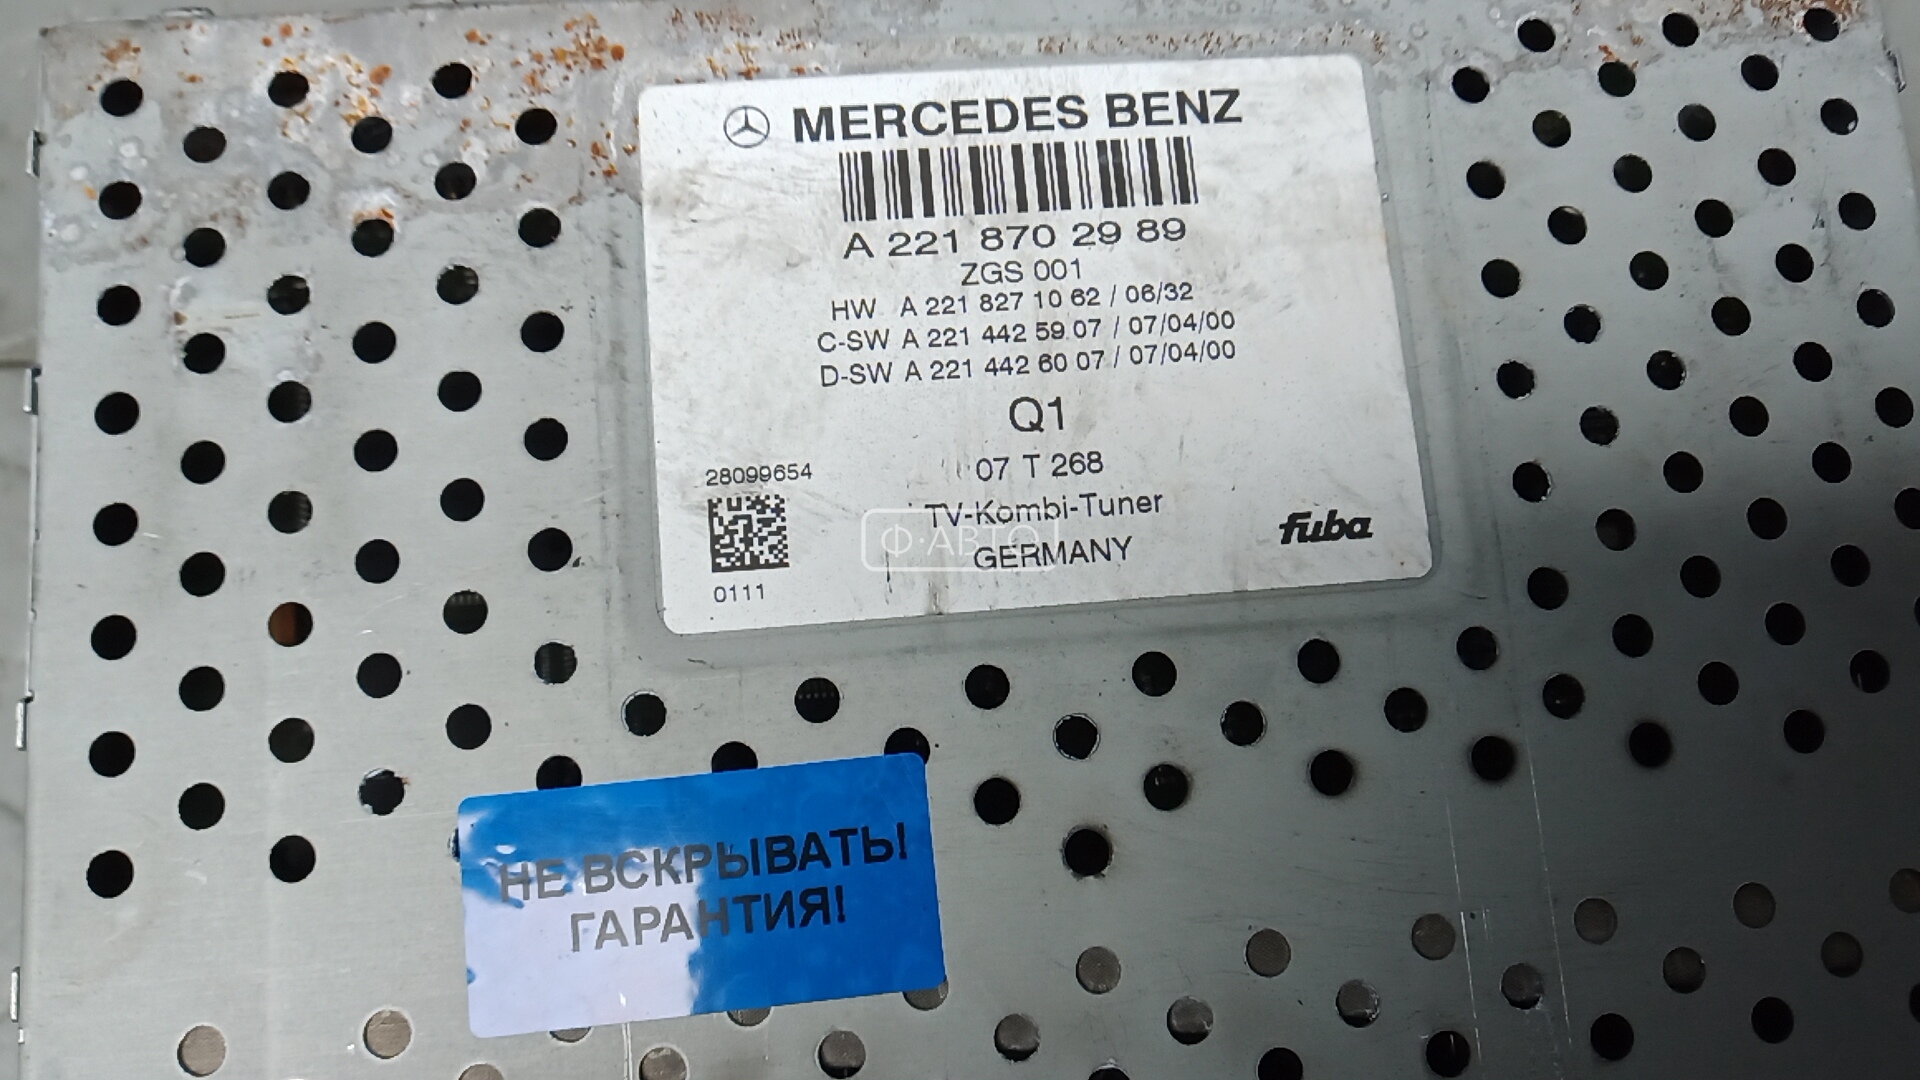 MERCEDES BENZ
A 221 870 29 89
ZGS 001
HW A 221 827 10 62 / 06/32
C-SW A 221 442 59 07 / 07/04/00
D-SW A 221 442 60 07 / 07/04/00
Q1
28099654
07 T 268
TV-Kombi-Tuner
Ф·АВТО
GERMANY
fuba
0111
НЕ ВСКРЫВАТЬ!
ГАРАНТИЯ!